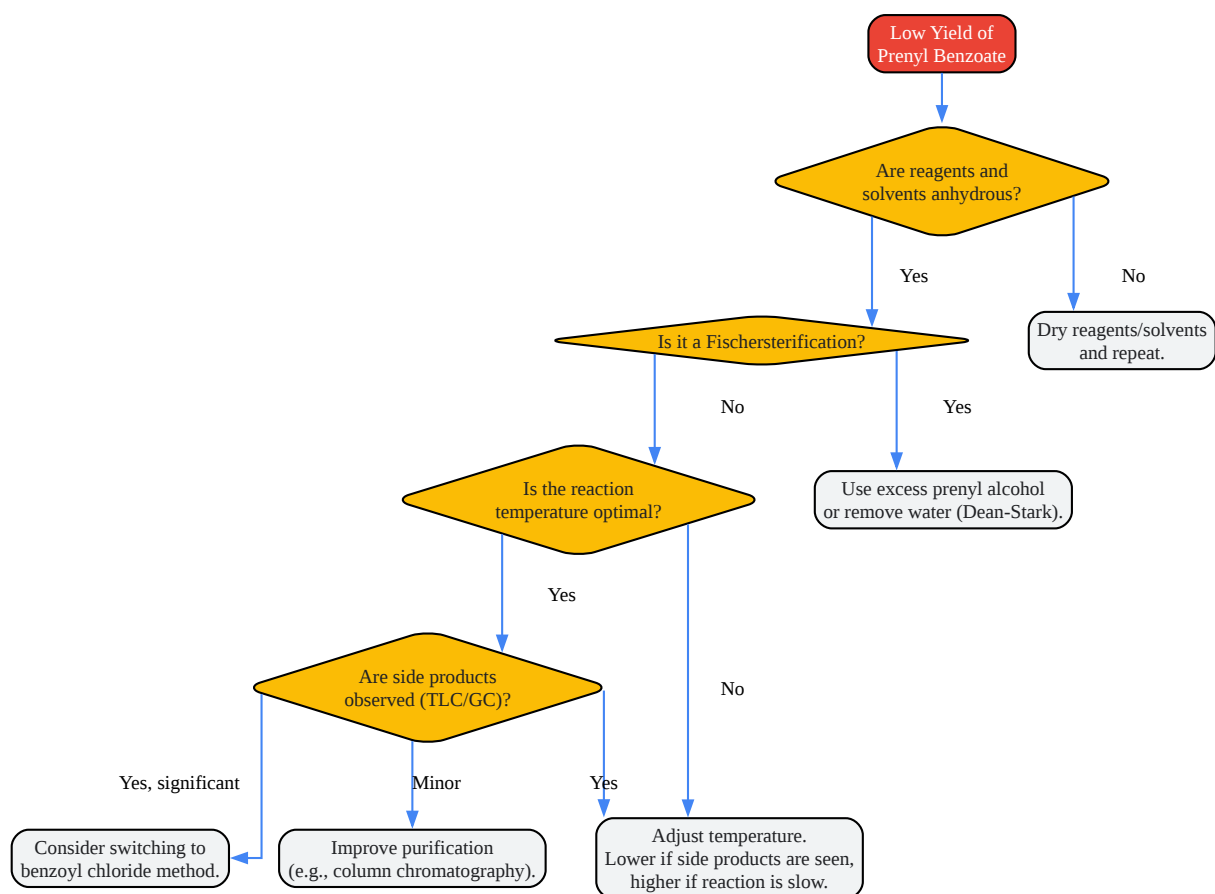 Low Yield of
Prenyl Benzoate
Are reagents and
solvents anhydrous?
Yes
No
Is it a Fischersterification?
Dry reagents/solvents
and repeat.
No
Yes
Is the reaction
temperature optimal?
Use excess prenyl alcohol
or remove water (Dean-Stark).
Yes
Are side products
observed (TLC/GC)?
No
Yes, significant
Minor
Yes
Consider switching to
benzoyl chloride method.
Improve purification
(e.g., column chromatography).
Adjust temperature.
Lower if side products are seen,
higher if reaction is slow.